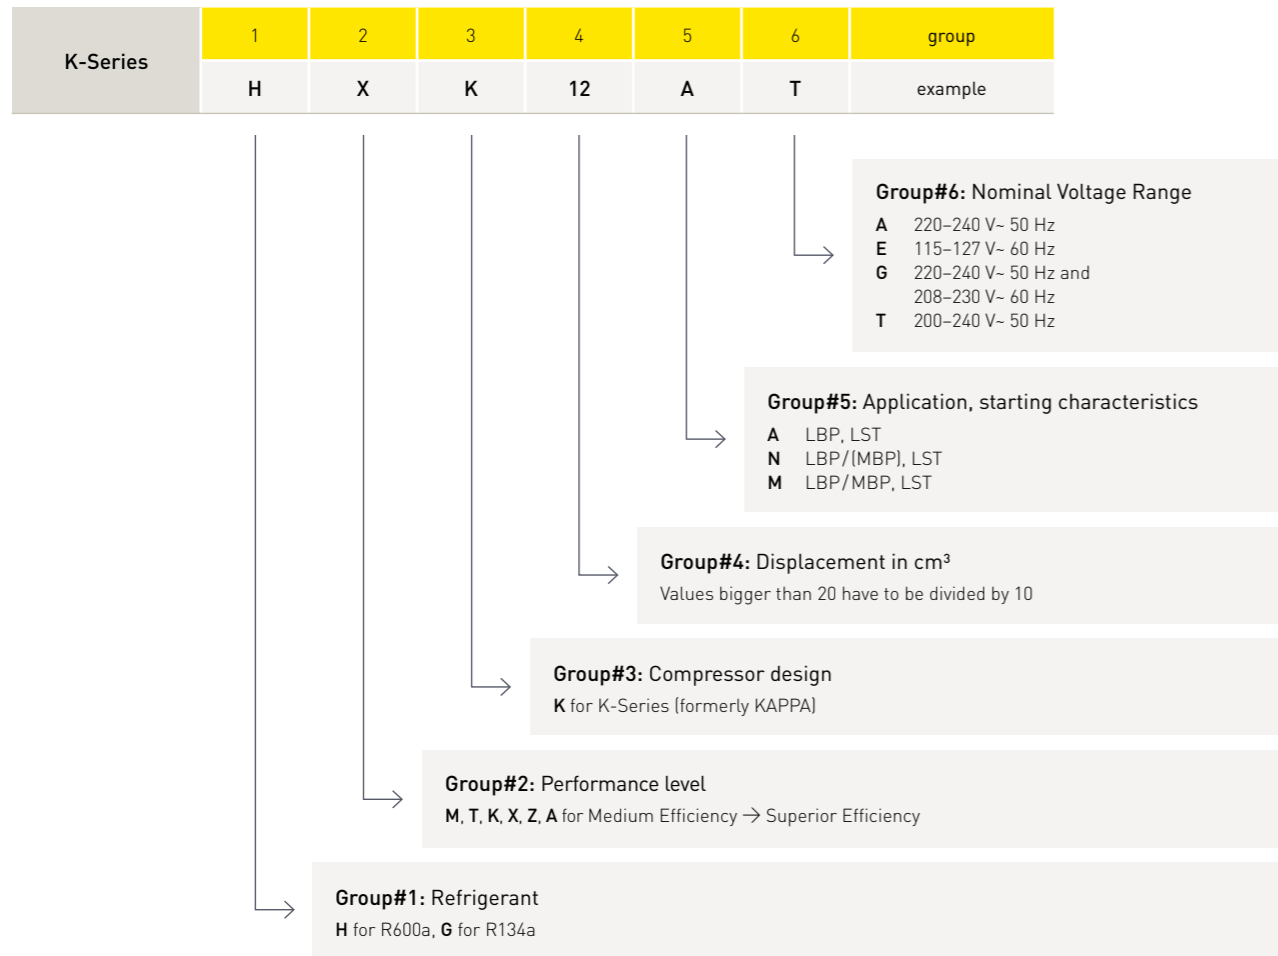 K-Series
1 2 3 4 5 6 group
H X K 12 A T example
Group#6: Nominal Voltage Range
A 220–240 V~ 50 Hz
E 115–127 V~ 60 Hz
G 220–240 V~ 50 Hz and
208–230 V~ 60 Hz
T 200–240 V~ 50 Hz
Group#5: Application, starting characteristics
A LBP, LST
N LBP/(MBP), LST
M LBP/MBP, LST
Group#4: Displacement in cm³
Values bigger than 20 have to be divided by 10
Group#3: Compressor design
K for K-Series (formerly KAPPA)
Group#2: Performance level
M, T, K, X, Z, A for Medium Efficiency → Superior Efficiency
Group#1: Refrigerant
H for R600a, G for R134a